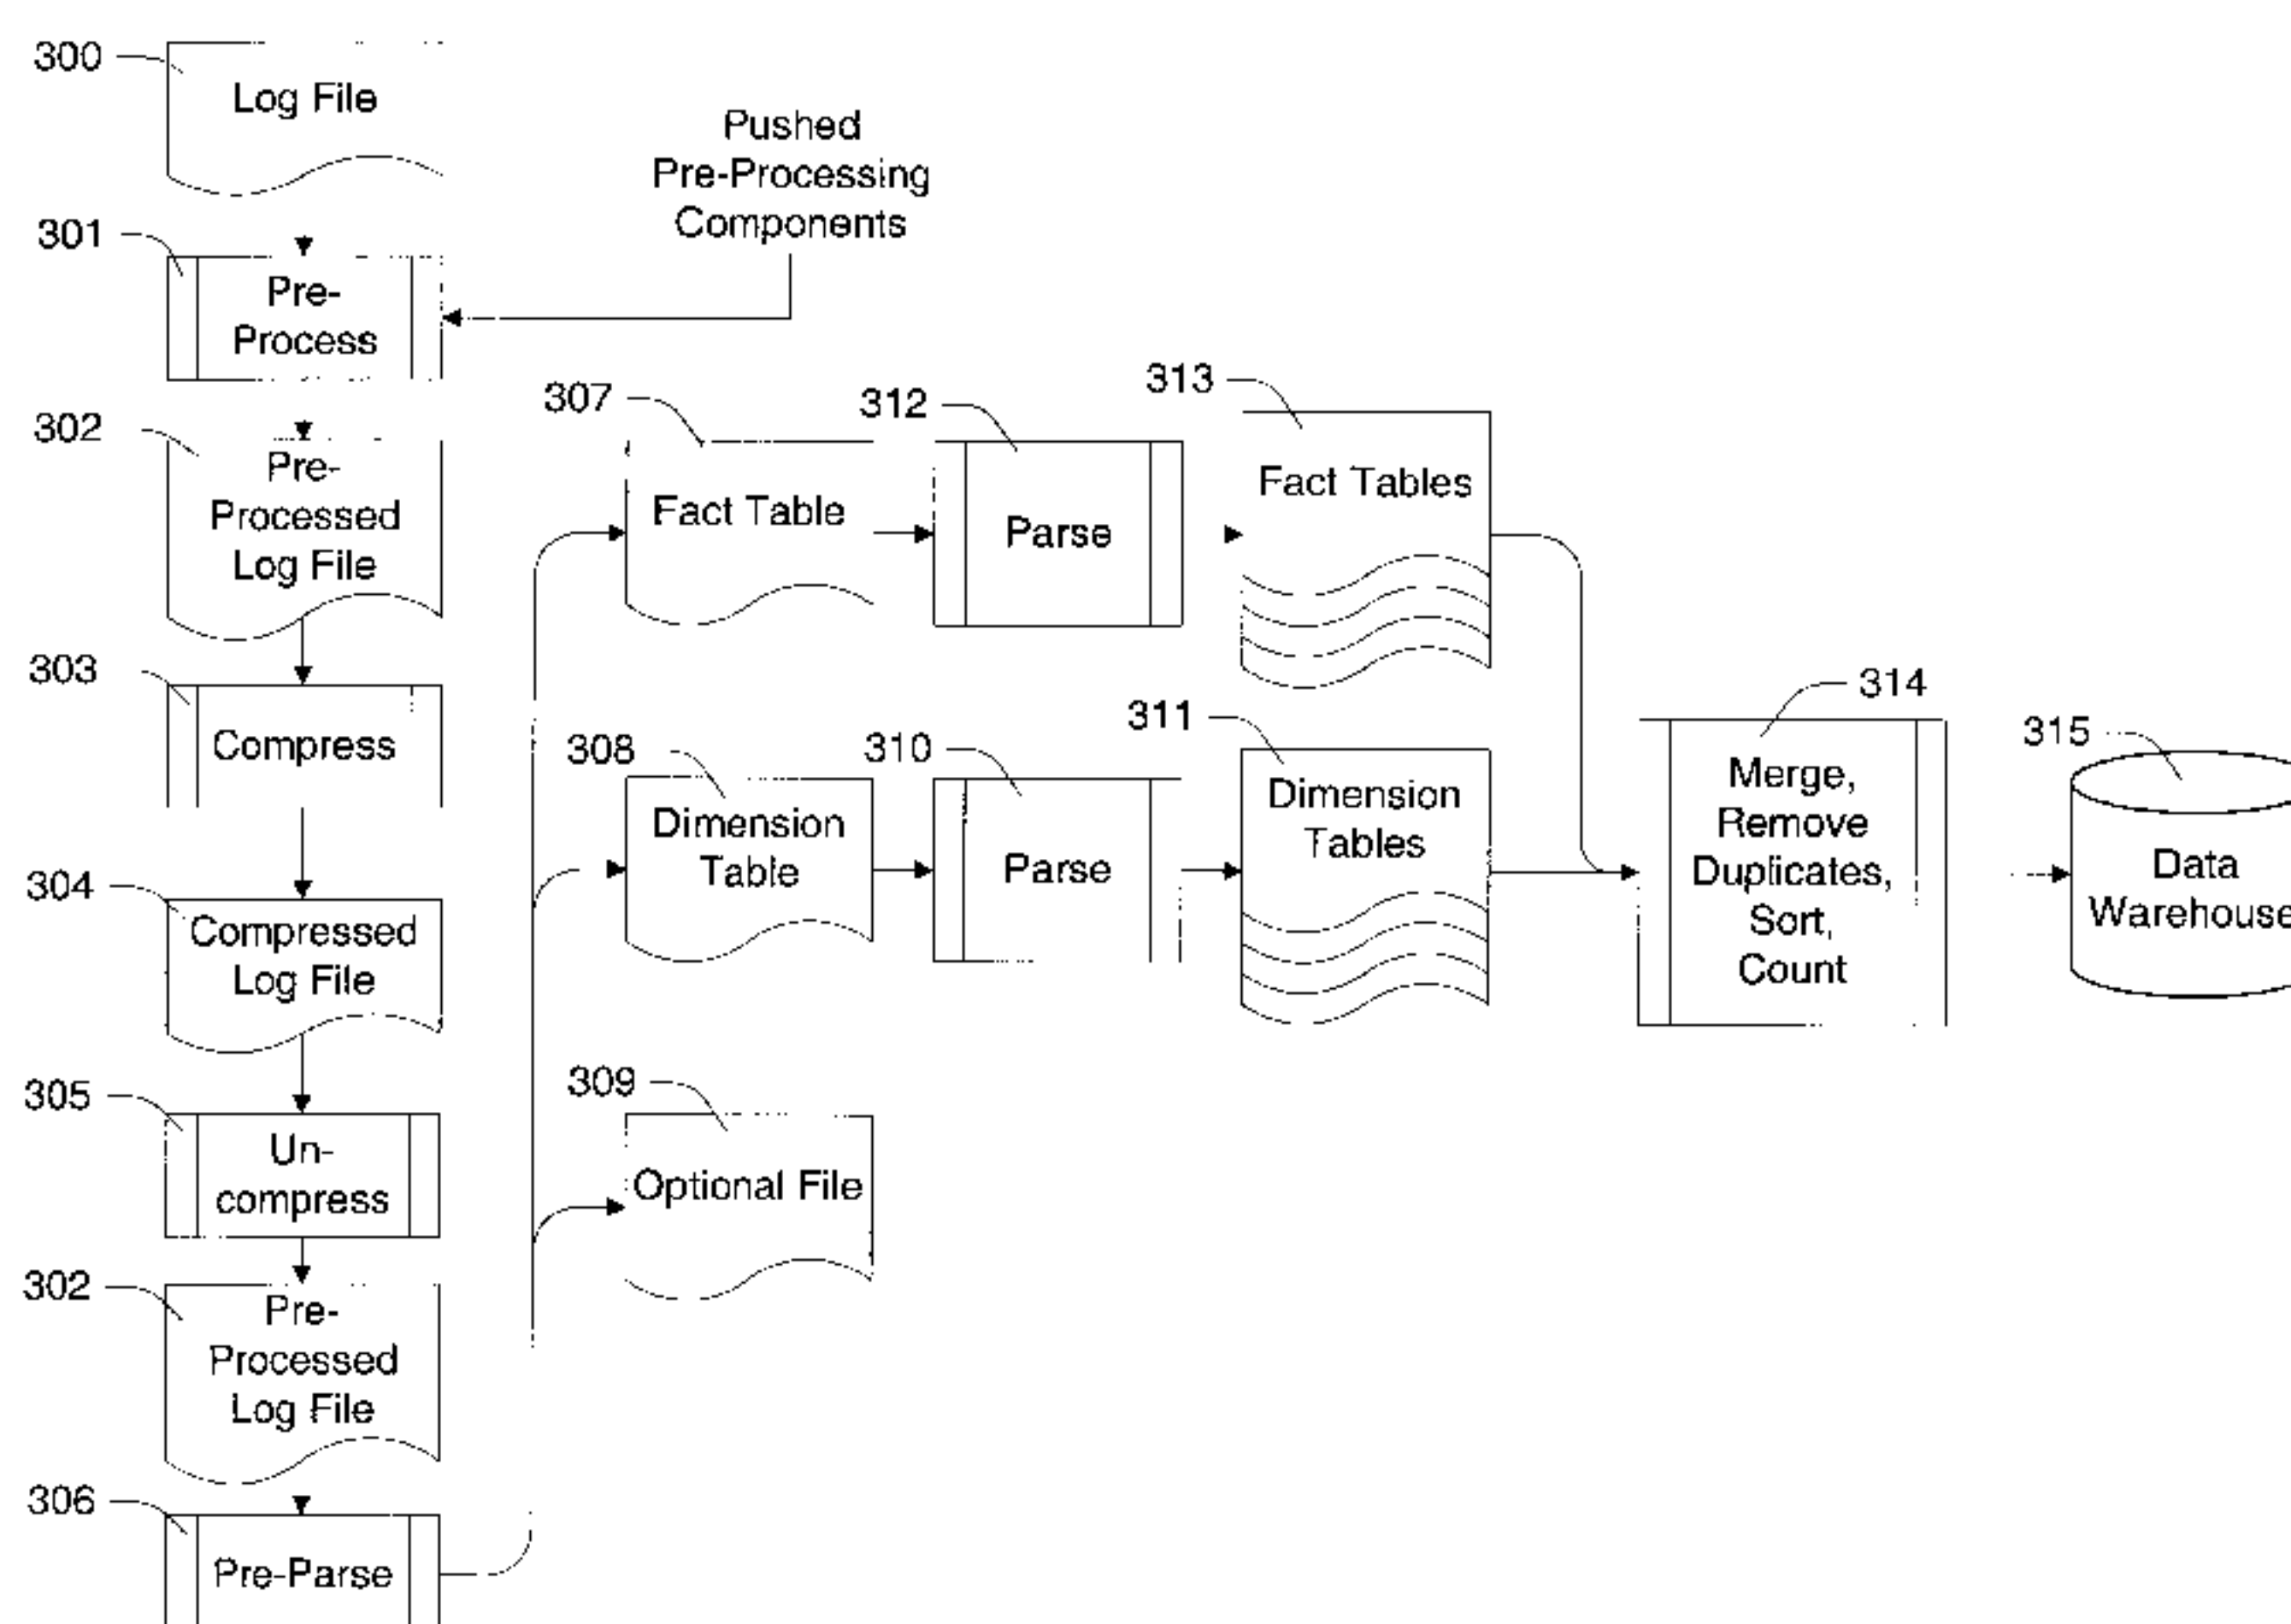 300
Log File
Pushed
Pre-Processing
Components
301
Pre-
Process
302
Pre-
Processed
Log File
303
Compress
304
Compressed
Log File
305
Un-
compress
302
Pre-
Processed
Log File
306
Pre-Parse
307
Fact Table
312
Parse
313
Fact Tables
308
Dimension
Table
310
Parse
311
Dimension
Tables
309
Optional File
314
Merge,
Remove
Duplicates,
Sort,
Count
315
Data
Warehouse